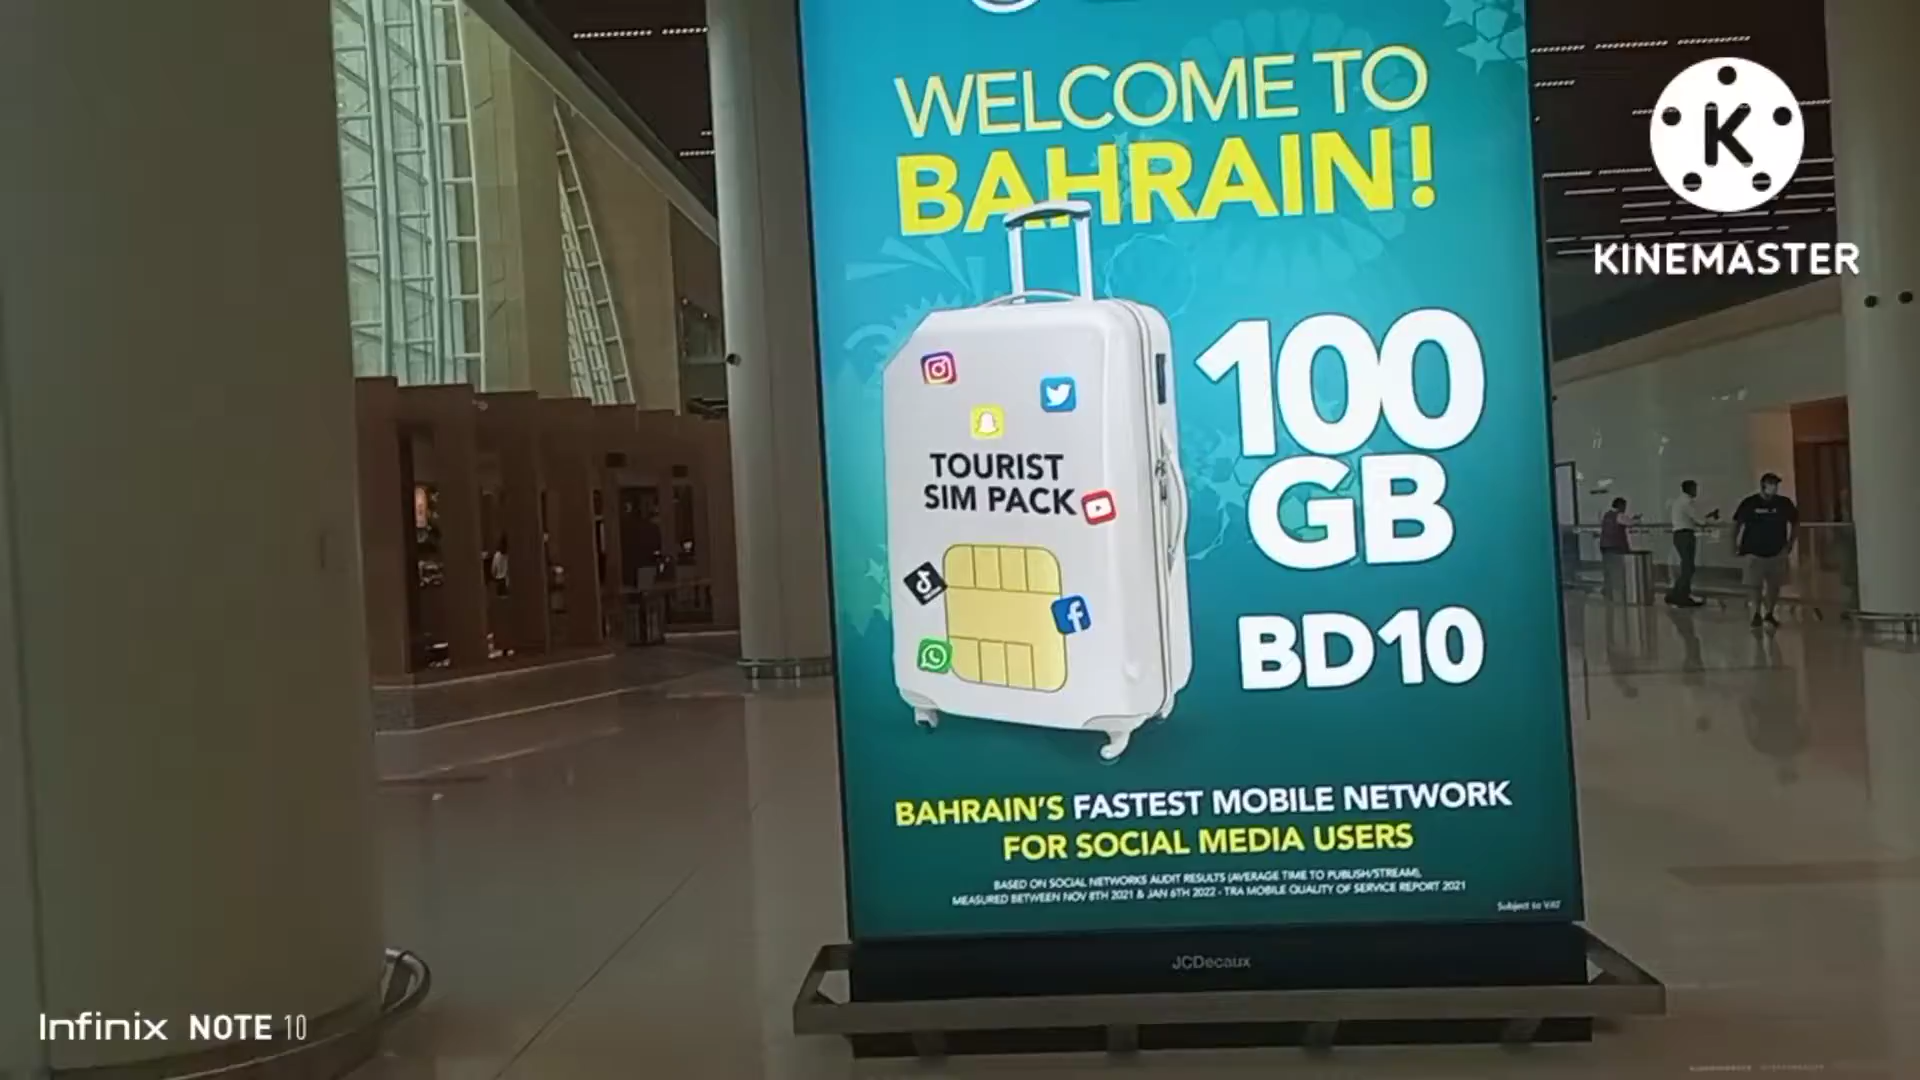 WELCOME TO
BAHRAIN!
K
KINEMASTER
TOURIST
SIM PACK
100
GB
BD10
BAHRAIN'S FASTEST MOBILE NETWORK
FOR SOCIAL MEDIA USERS
BASED ON SOCIAL NETWORKS AUDIT RESULTS (AVERAGE TIME TO PUBLISH/STREAM),
MEASURED BETWEEN NOV 8TH 2021 & JAN 6TH 2022 - TRA MOBILE QUALITY OF SERVICE REPORT 2021
Subject to VAT
JCDecaux
Infinix NOTE 10